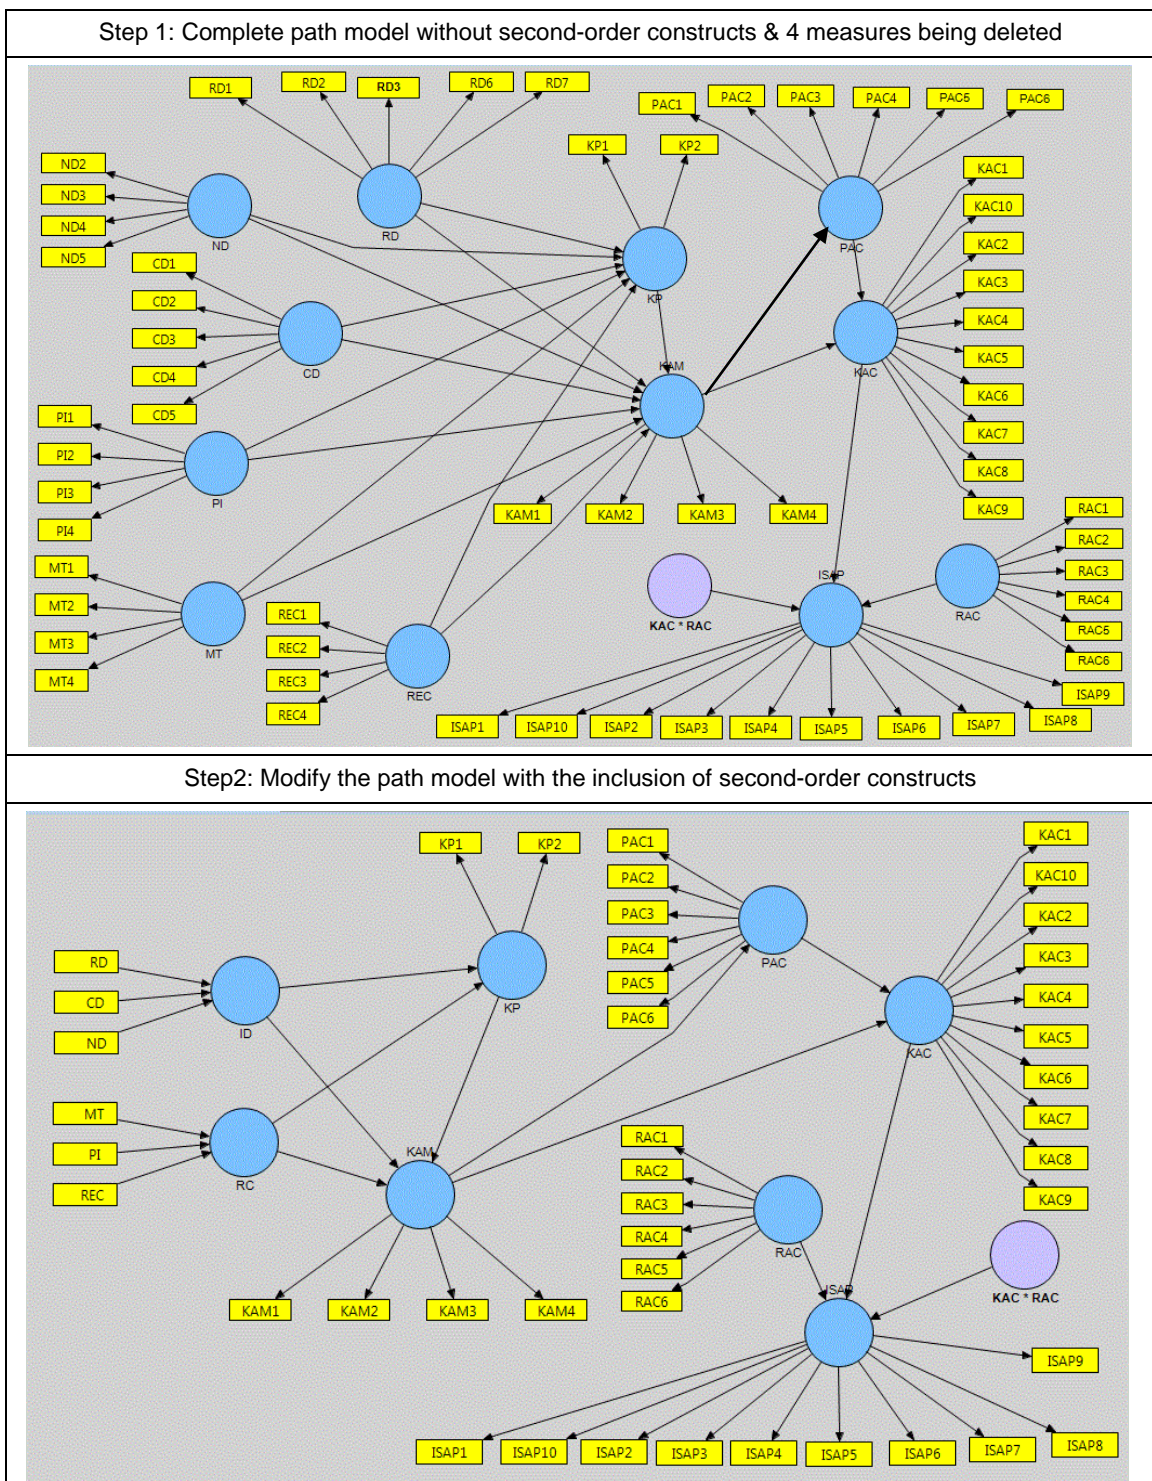 Step 1: Complete path model without second-order constructs & 4 measures being deleted
RD1
RD2
RD3
RD6
RD7
PAC1
PAC2
PAC3
PAC4
PAC5
PAC6
KP1
KP2
ND2
ND3
ND4
ND5
ND
RD
KP
PAC
KAC1
KAC10
KAC2
KAC3
KAC4
KAC5
KAC6
KAC7
KAC8
KAC9
KAC
CD1
CD2
CD3
CD4
CD5
CD
KAM
PI1
PI2
PI3
PI4
PI
KAM1
KAM2
KAM3
KAM4
MT1
MT2
MT3
MT4
MT
REC1
REC2
REC3
REC4
REC
KAC * RAC
ISAP
RAC
RAC1
RAC2
RAC3
RAC4
RAC5
RAC6
ISAP1
ISAP10
ISAP2
ISAP3
ISAP4
ISAP5
ISAP6
ISAP7
ISAP8
ISAP9
Step2: Modify the path model with the inclusion of second-order constructs
KP1
KP2
PAC1
PAC2
PAC3
PAC4
PAC5
PAC6
PAC
KAC1
KAC10
KAC2
KAC3
KAC4
KAC5
KAC6
KAC7
KAC8
KAC9
KAC
RD
CD
ND
ID
KP
MT
PI
REC
RC
KAM
KAM1
KAM2
KAM3
KAM4
RAC1
RAC2
RAC3
RAC4
RAC5
RAC6
RAC
KAC * RAC
ISAP
ISAP1
ISAP10
ISAP2
ISAP3
ISAP4
ISAP5
ISAP6
ISAP7
ISAP8
ISAP9